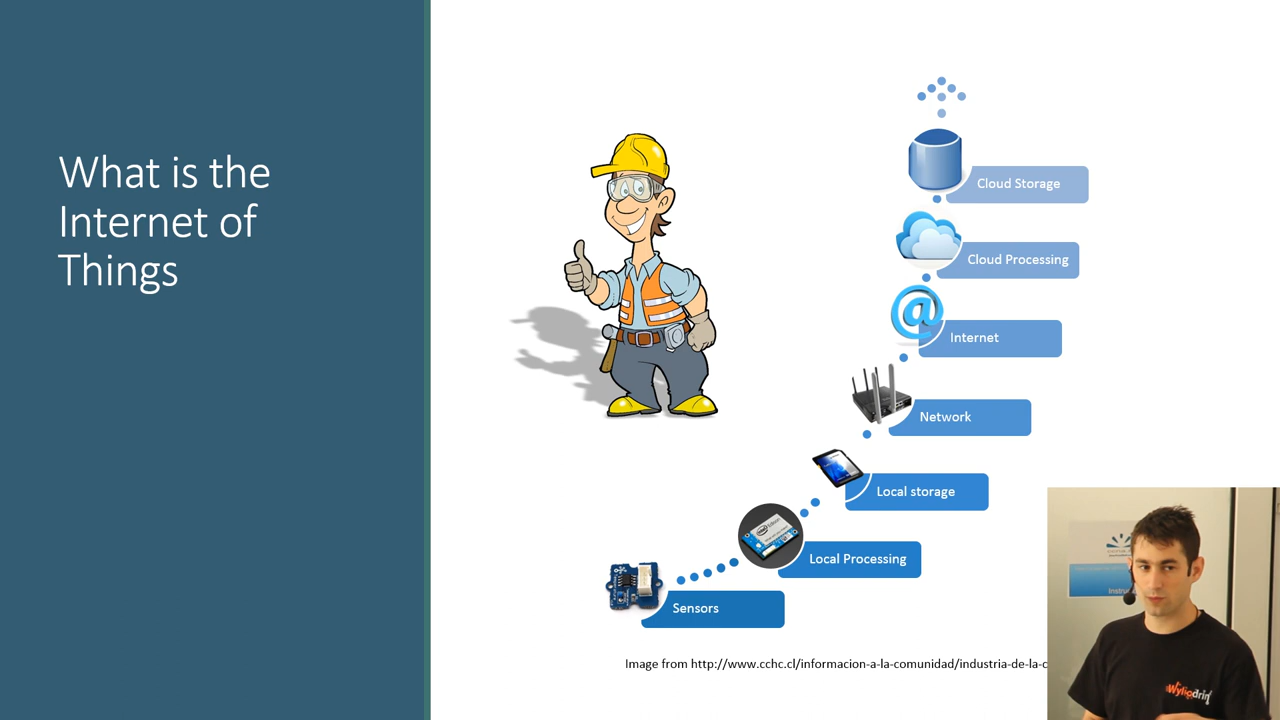 What is the
Internet of
Things
Cloud Storage
Cloud Processing
Internet
Network
Local storage
Local Processing
Sensors
Image from http://www.cchc.cl/informacion-a-la-comunidad/industria-de-la-c
Wyliodrin